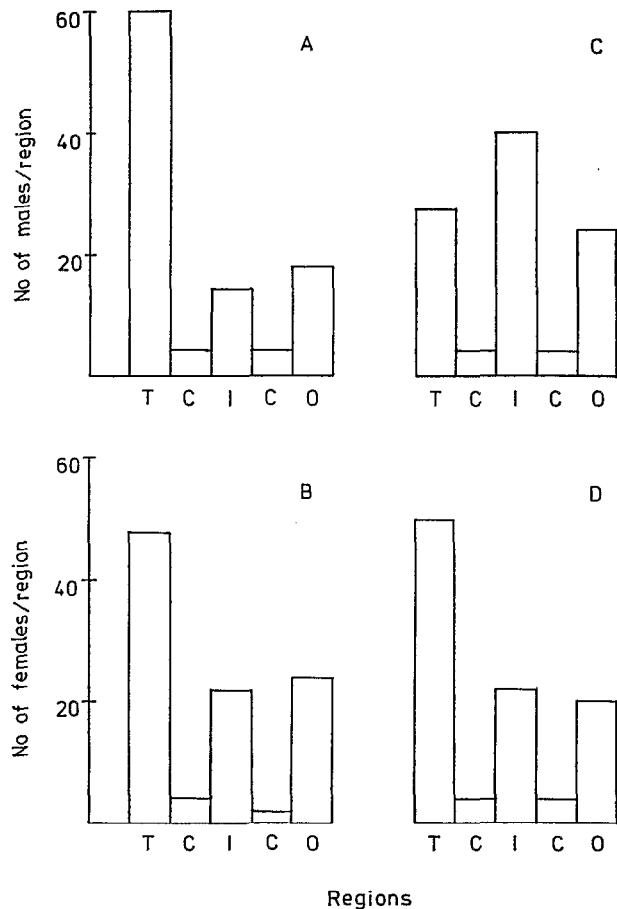 No of males/region
60
40
20
A
T C I C O
C
T C I C O
No of females/region
60
40
20
B
T C I C O
D
T C I C O
Regions